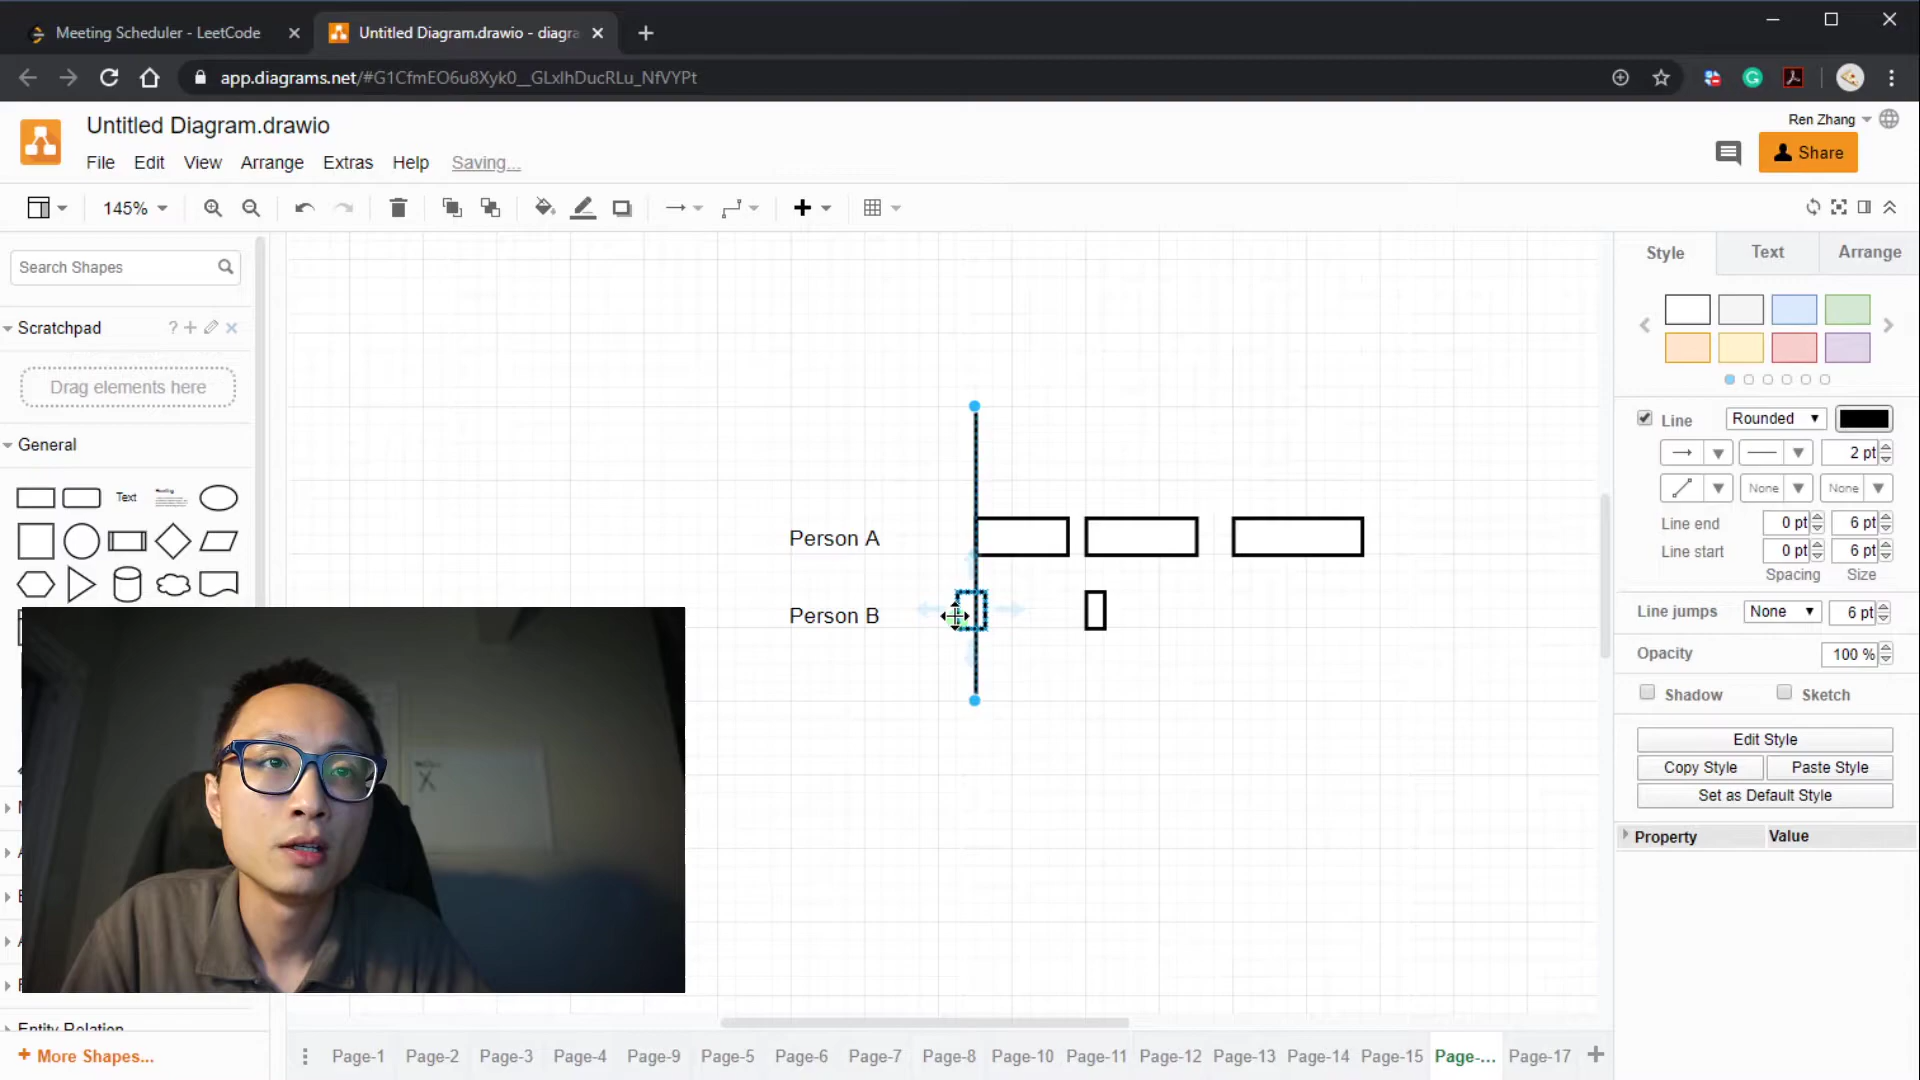 Meeting Scheduler - LeetCode
Untitled Diagram.drawio - diagra
app.diagrams.net/#G1CfmEO6u8Xyk0__GLxlhDucRLu_NfVYPt
Untitled Diagram.drawio
Ren Zhang
File Edit View Arrange Extras Help Saving...
Share
145%
Search Shapes
Style Text Arrange
Scratchpad ?
Drag elements here
General
Line Rounded
2 pt
Text
None None
Line end 0 pt 6 pt
Line start 0 pt 6 pt
Spacing Size
Person A
Person B
Line jumps None 6 pt
Opacity 100 %
Shadow Sketch
Edit Style
Copy Style Paste Style
Set as Default Style
Property Value
Entity Relation
+ More Shapes...
Page-1 Page-2 Page-3 Page-4 Page-9 Page-5 Page-6 Page-7 Page-8 Page-10 Page-11 Page-12 Page-13 Page-14 Page-15 Page-... Page-17